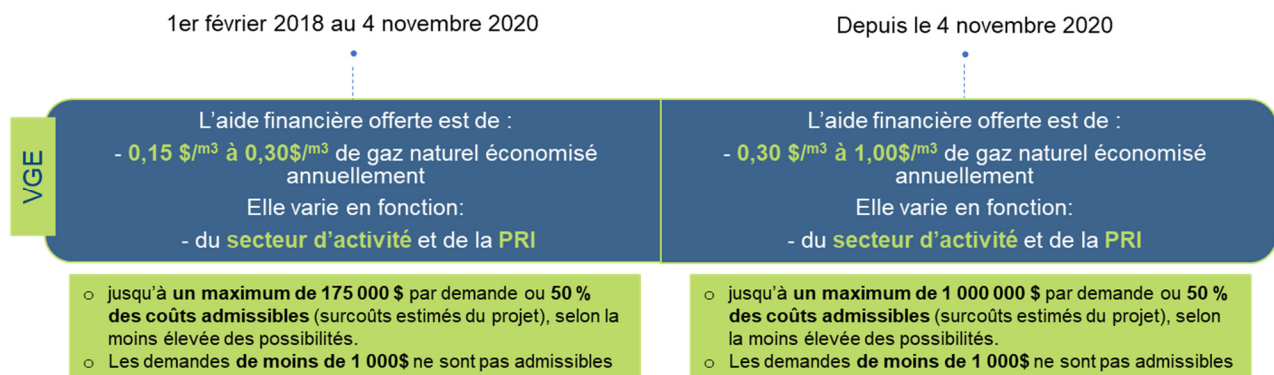 1er février 2018 au 4 novembre 2020
Depuis le 4 novembre 2020
VGE
L'aide financière offerte est de :
- 0,15 $/m3 à 0,30$/m3 de gaz naturel économisé
annuellement
Elle varie en fonction:
- du secteur d'activité et de la PRI
L'aide financière offerte est de :
- 0,30 $/m3 à 1,00$/m3 de gaz naturel économisé
annuellement
Elle varie en fonction:
- du secteur d'activité et de la PRI
o jusqu'à un maximum de 175 000 $ par demande ou 50 %
des coûts admissibles (surcoûts estimés du projet), selon la
moins élevée des possibilités.
o Les demandes de moins de 1 000$ ne sont pas admissibles
o jusqu'à un maximum de 1 000 000 $ par demande ou 50 %
des coûts admissibles (surcoûts estimés du projet), selon
la moins élevée des possibilités.
o Les demandes de moins de 1 000$ ne sont pas admissibles